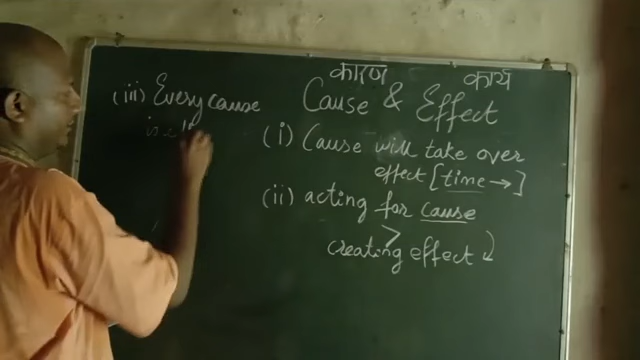 कारण कार्य
Cause & Effect
(i) Cause will take over
effect [time →]
(ii) acting for cause
>
creating effect
(iii) Every cause
is